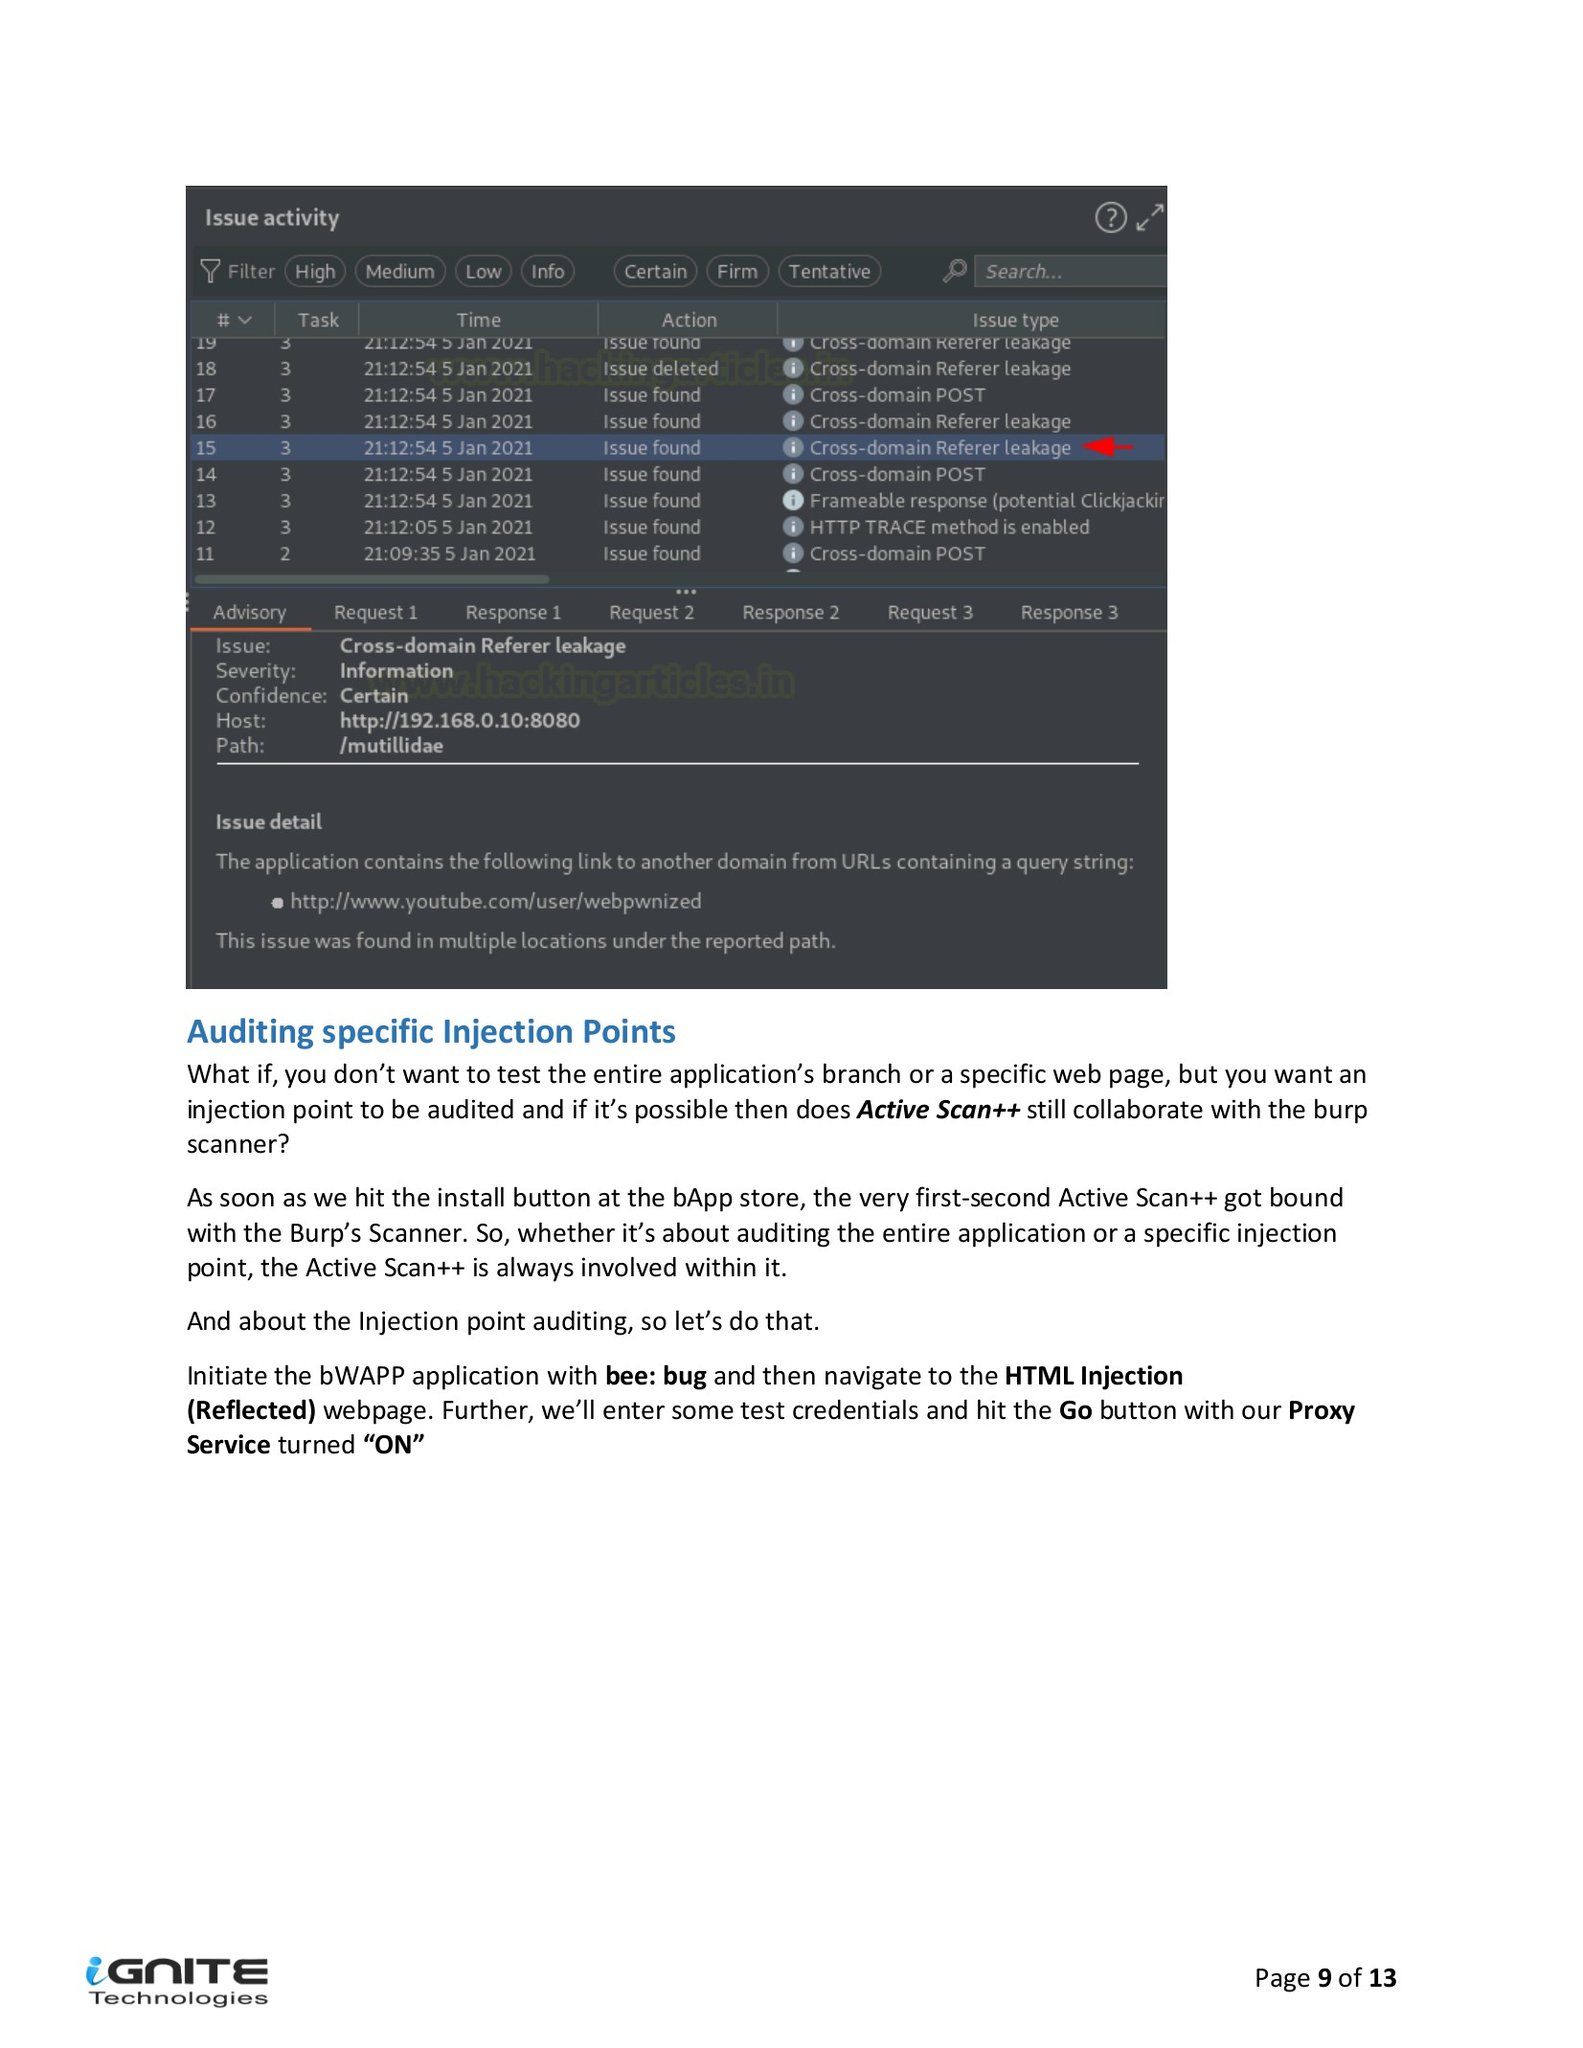 Issue activity
?
Filter High Medium Low Info Certain Firm Tentative Search...
# Task Time Action Issue type
19 3 21:12:54 5 Jan 2021 Issue found Cross-domain Referer leakage
18 3 21:12:54 5 Jan 2021 Issue deleted Cross-domain Referer leakage
www.hackingarticles.in
17 3 21:12:54 5 Jan 2021 Issue found Cross-domain POST
16 3 21:12:54 5 Jan 2021 Issue found Cross-domain Referer leakage
15 3 21:12:54 5 Jan 2021 Issue found Cross-domain Referer leakage
14 3 21:12:54 5 Jan 2021 Issue found Cross-domain POST
13 3 21:12:54 5 Jan 2021 Issue found Frameable response (potential Clickjackin
12 3 21:12:05 5 Jan 2021 Issue found HTTP TRACE method is enabled
11 2 21:09:35 5 Jan 2021 Issue found Cross-domain POST
Advisory Request 1 Response 1 Request 2 Response 2 Request 3 Response 3
Issue: Cross-domain Referer leakage
Severity: Information
www.hackingarticles.in
Confidence: Certain
Host: http://192.168.0.10:8080
Path: /mutillidae
Issue detail
The application contains the following link to another domain from URLs containing a query string:
● http://www.youtube.com/user/webpwnized
This issue was found in multiple locations under the reported path.
Auditing specific Injection Points
What if, you don’t want to test the entire application’s branch or a specific web page, but you want an
injection point to be audited and if it’s possible then does Active Scan++ still collaborate with the burp
scanner?
As soon as we hit the install button at the bApp store, the very first-second Active Scan++ got bound
with the Burp’s Scanner. So, whether it’s about auditing the entire application or a specific injection
point, the Active Scan++ is always involved within it.
And about the Injection point auditing, so let’s do that.
Initiate the bWAPP application with bee: bug and then navigate to the HTML Injection
(Reflected) webpage. Further, we’ll enter some test credentials and hit the Go button with our Proxy
Service turned “ON”
iGNITE
Technologies
Page 9 of 13